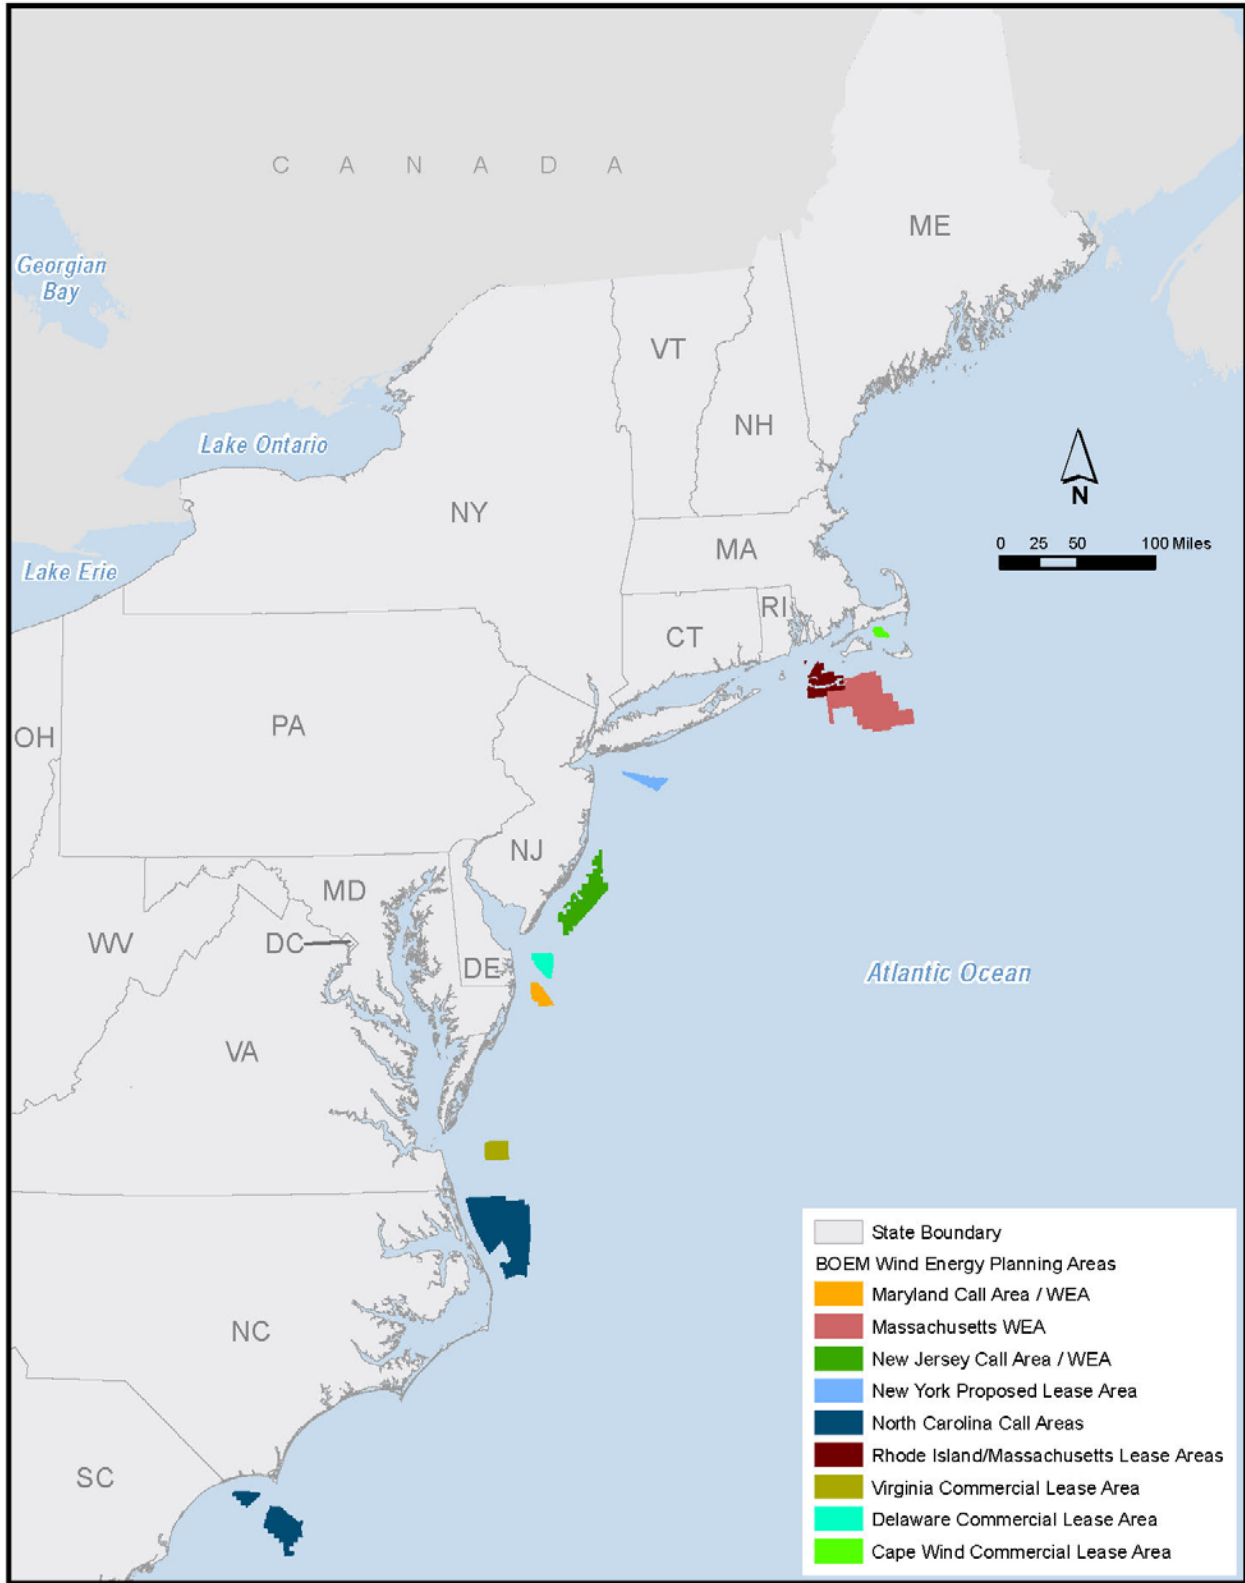 C A N A D A
ME
Georgian
Bay
VT
NH
Lake Ontario
NY
N
MA
0 25 50 100 Miles
Lake Erie
RI
CT
PA
OH
NJ
MD
WV
DC
DE
Atlantic Ocean
VA
NC
SC
State Boundary
BOEM Wind Energy Planning Areas
Maryland Call Area / WEA
Massachusetts WEA
New Jersey Call Area / WEA
New York Proposed Lease Area
North Carolina Call Areas
Rhode Island/Massachusetts Lease Areas
Virginia Commercial Lease Area
Delaware Commercial Lease Area
Cape Wind Commercial Lease Area